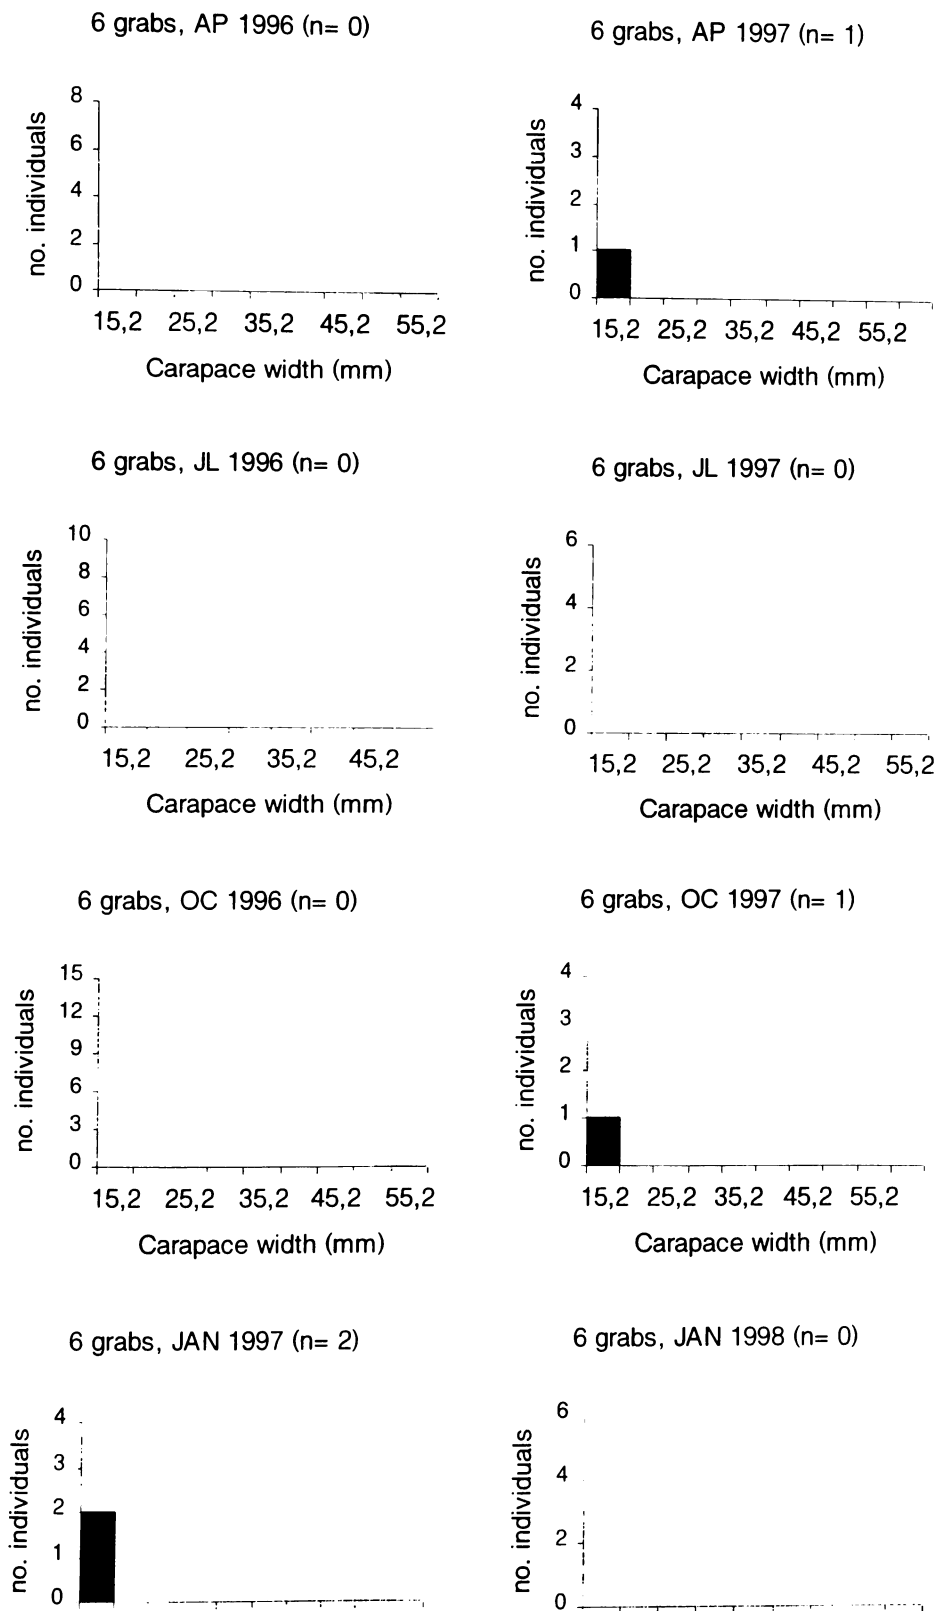 6 grabs, AP 1996 (n= 0)
no. individuals
8
6
4
2
0
15,2 25,2 35,2 45,2 55,2
Carapace width (mm)
6 grabs, AP 1997 (n= 1)
no. individuals
4
3
2
1
0
15,2 25,2 35,2 45,2 55,2
Carapace width (mm)
6 grabs, JL 1996 (n= 0)
no. individuals
10
8
6
4
2
0
15,2 25,2 35,2 45,2
Carapace width (mm)
6 grabs, JL 1997 (n= 0)
no. individuals
6
4
2
0
15,2 25,2 35,2 45,2 55,2
Carapace width (mm)
6 grabs, OC 1996 (n= 0)
no. individuals
15
12
9
6
3
0
15,2 25,2 35,2 45,2 55,2
Carapace width (mm)
6 grabs, OC 1997 (n= 1)
no. individuals
4
3
2
1
0
15,2 25,2 35,2 45,2 55,2
Carapace width (mm)
6 grabs, JAN 1997 (n= 2)
no. individuals
4
3
2
1
0
6 grabs, JAN 1998 (n= 0)
no. individuals
6
4
2
0